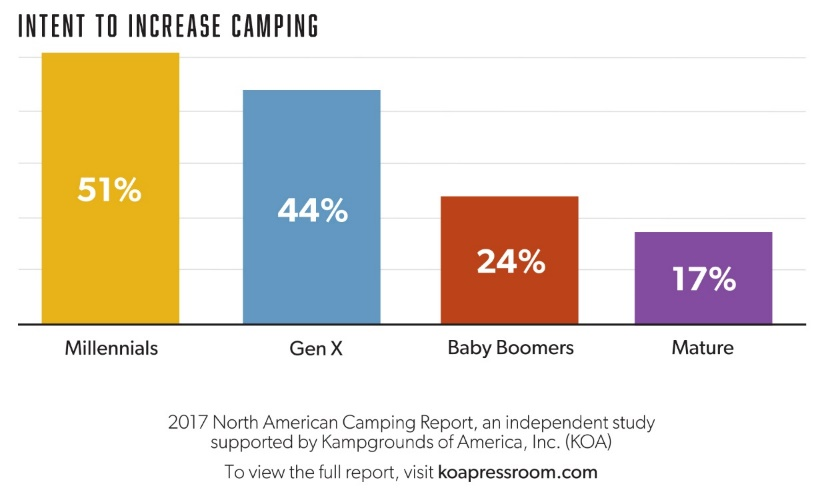 INTENT TO INCREASE CAMPING
51%
44%
24%
17%
Millennials
Gen X
Baby Boomers
Mature
2017 North American Camping Report, an independent study
supported by Kampgrounds of America, Inc. (KOA)
To view the full report, visit koapressroom.com